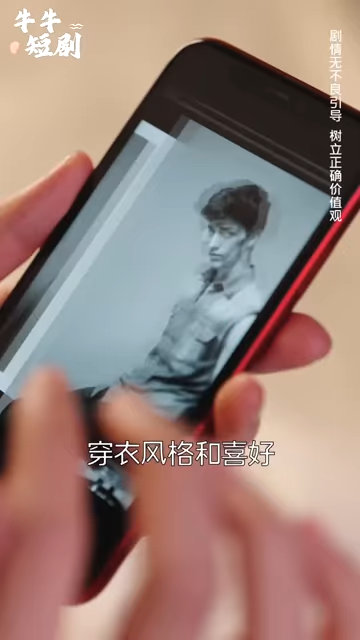 牛牛
短剧
剧情无不良引导 树立正确价值观
穿衣风格和喜好